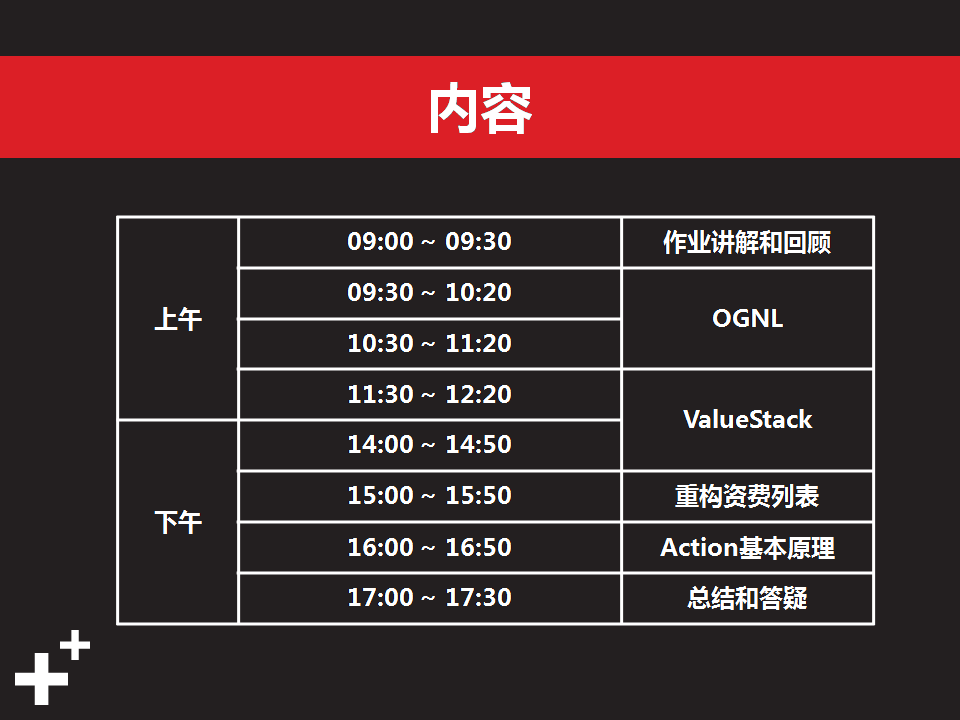 内容
上午
09:00 ~ 09:30
作业讲解和回顾
09:30 ~ 10:20
OGNL
10:30 ~ 11:20
11:30 ~ 12:20
ValueStack
下午
14:00 ~ 14:50
15:00 ~ 15:50
重构资费列表
16:00 ~ 16:50
Action基本原理
17:00 ~ 17:30
总结和答疑